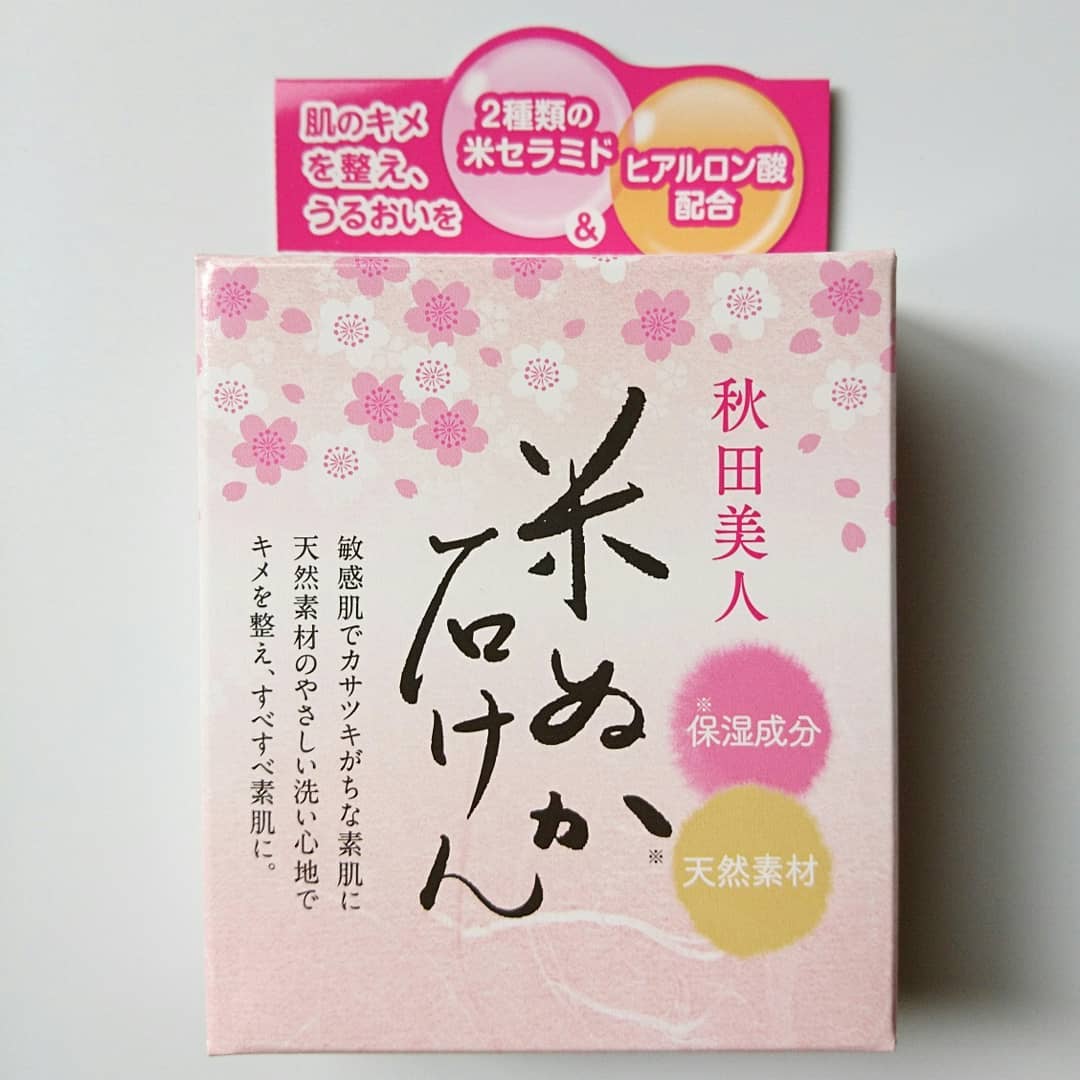 肌のキメ
を整え、
うるおいを
2種類の
米セラミド
&
ヒアルロン酸
配合
秋田美人
米ぬか※
石けん
※保湿成分
天然素材
敏感肌でカサツキがちな素肌に
天然素材のやさしい洗い心地で
キメを整え、すべすべ素肌に。